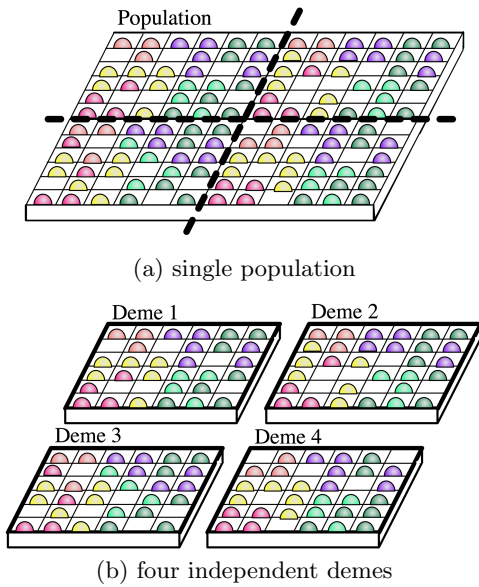 Population
(a) single population
Deme 1
Deme 2
Deme 3
Deme 4
(b) four independent demes